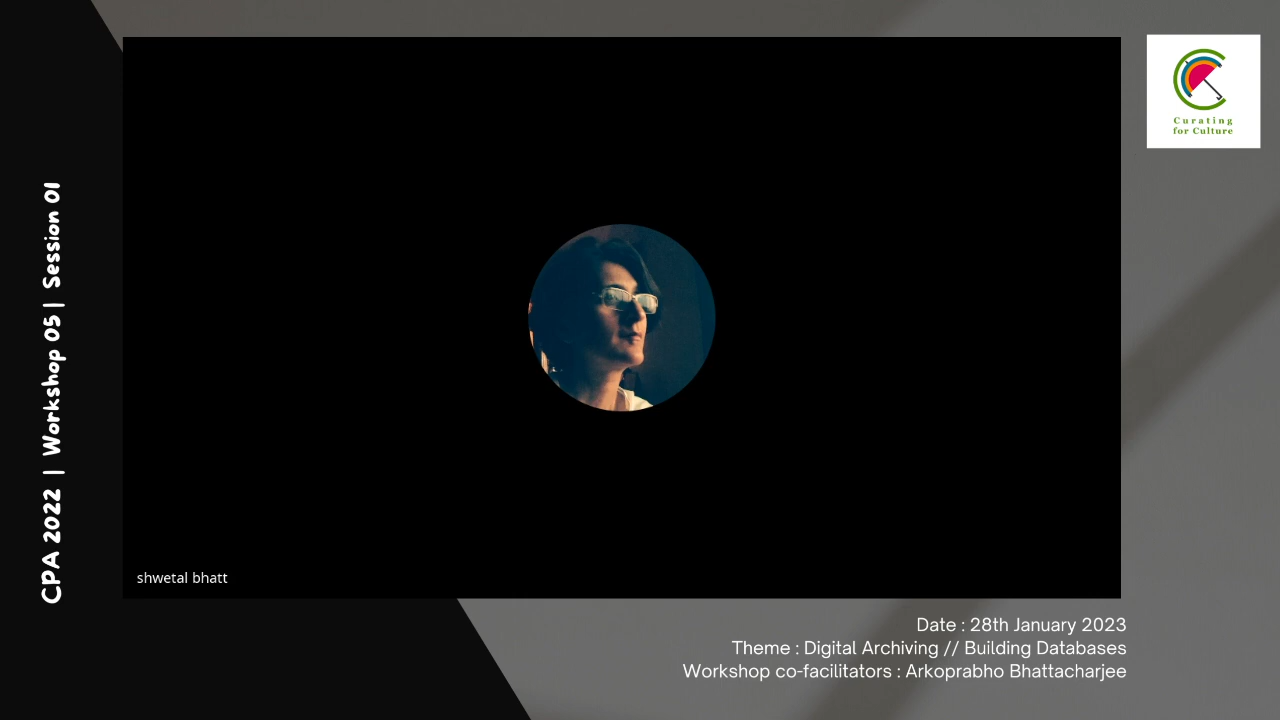 CPA 2022 | Workshop 05 | Session 01
Curating
for Culture
shwetal bhatt
Date : 28th January 2023
Theme : Digital Archiving // Building Databases
Workshop co-facilitators : Arkoprabho Bhattacharjee